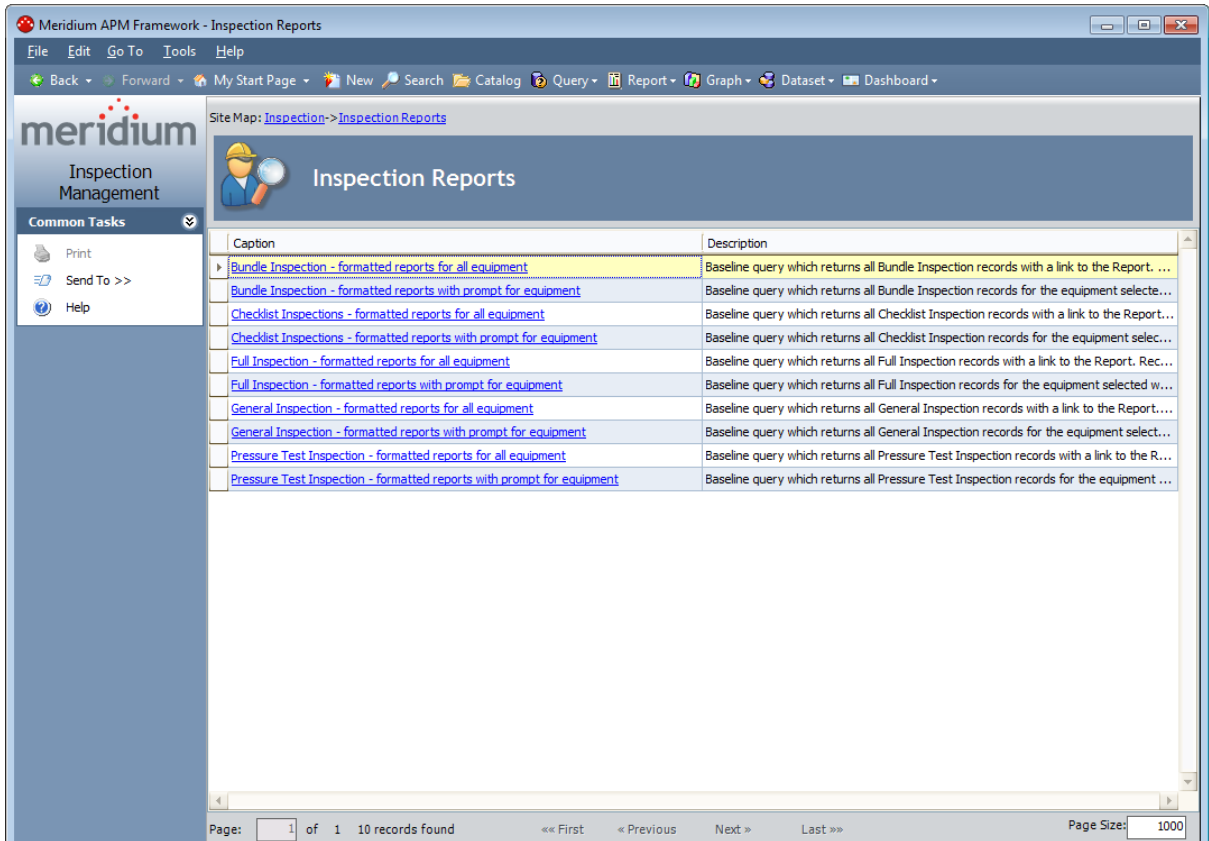 Meridium APM Framework - Inspection Reports
File Edit Go To Tools Help
Back Forward My Start Page New Search Catalog Query Report Graph Dataset Dashboard
meridium
Inspection
Management
Common Tasks
Print
Send To >>
Help
Site Map: Inspection->Inspection Reports
Inspection Reports
Caption Description
Bundle Inspection - formatted reports for all equipment Baseline query which returns all Bundle Inspection records with a link to the Report. ...
Bundle Inspection - formatted reports with prompt for equipment Baseline query which returns all Bundle Inspection records for the equipment selecte...
Checklist Inspections - formatted reports for all equipment Baseline query which returns all Checklist Inspection records with a link to the Report...
Checklist Inspections - formatted reports with prompt for equipment Baseline query which returns all Checklist Inspection records for the equipment selec...
Full Inspection - formatted reports for all equipment Baseline query which returns all Full Inspection records with a link to the Report. Rec...
Full Inspection - formatted reports with prompt for equipment Baseline query which returns all Full Inspection records for the equipment selected w...
General Inspection - formatted reports for all equipment Baseline query which returns all General Inspection records with a link to the Report....
General Inspection - formatted reports with prompt for equipment Baseline query which returns all General Inspection records for the equipment select...
Pressure Test Inspection - formatted reports for all equipment Baseline query which returns all Pressure Test Inspection records with a link to the R...
Pressure Test Inspection - formatted reports with prompt for equipment Baseline query which returns all Pressure Test Inspection records for the equipment ...
Page: 1 of 1 10 records found «« First « Previous Next » Last »» Page Size: 1000